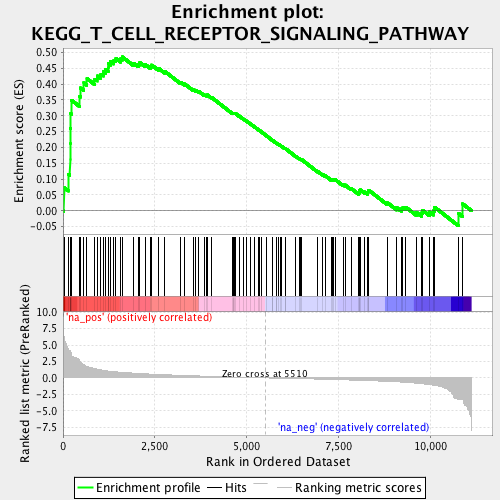 Enrichment plot:
KEGG_T_CELL_RECEPTOR_SIGNALING_PATHWAY
Enrichment score (ES)
0.50
0.45
0.40
0.35
0.30
0.25
0.20
0.15
0.10
0.05
0.00
-0.05
Ranked list metric (PreRanked)
10.0
7.5
5.0
2.5
0.0
-2.5
-5.0
-7.5
'na_pos' (positively correlated)
Zero cross at 5510
'na_neg' (negatively correlated)
0
2,500
5,000
7,500
10,000
Rank in Ordered Dataset
Enrichment profile
Hits
Ranking metric scores